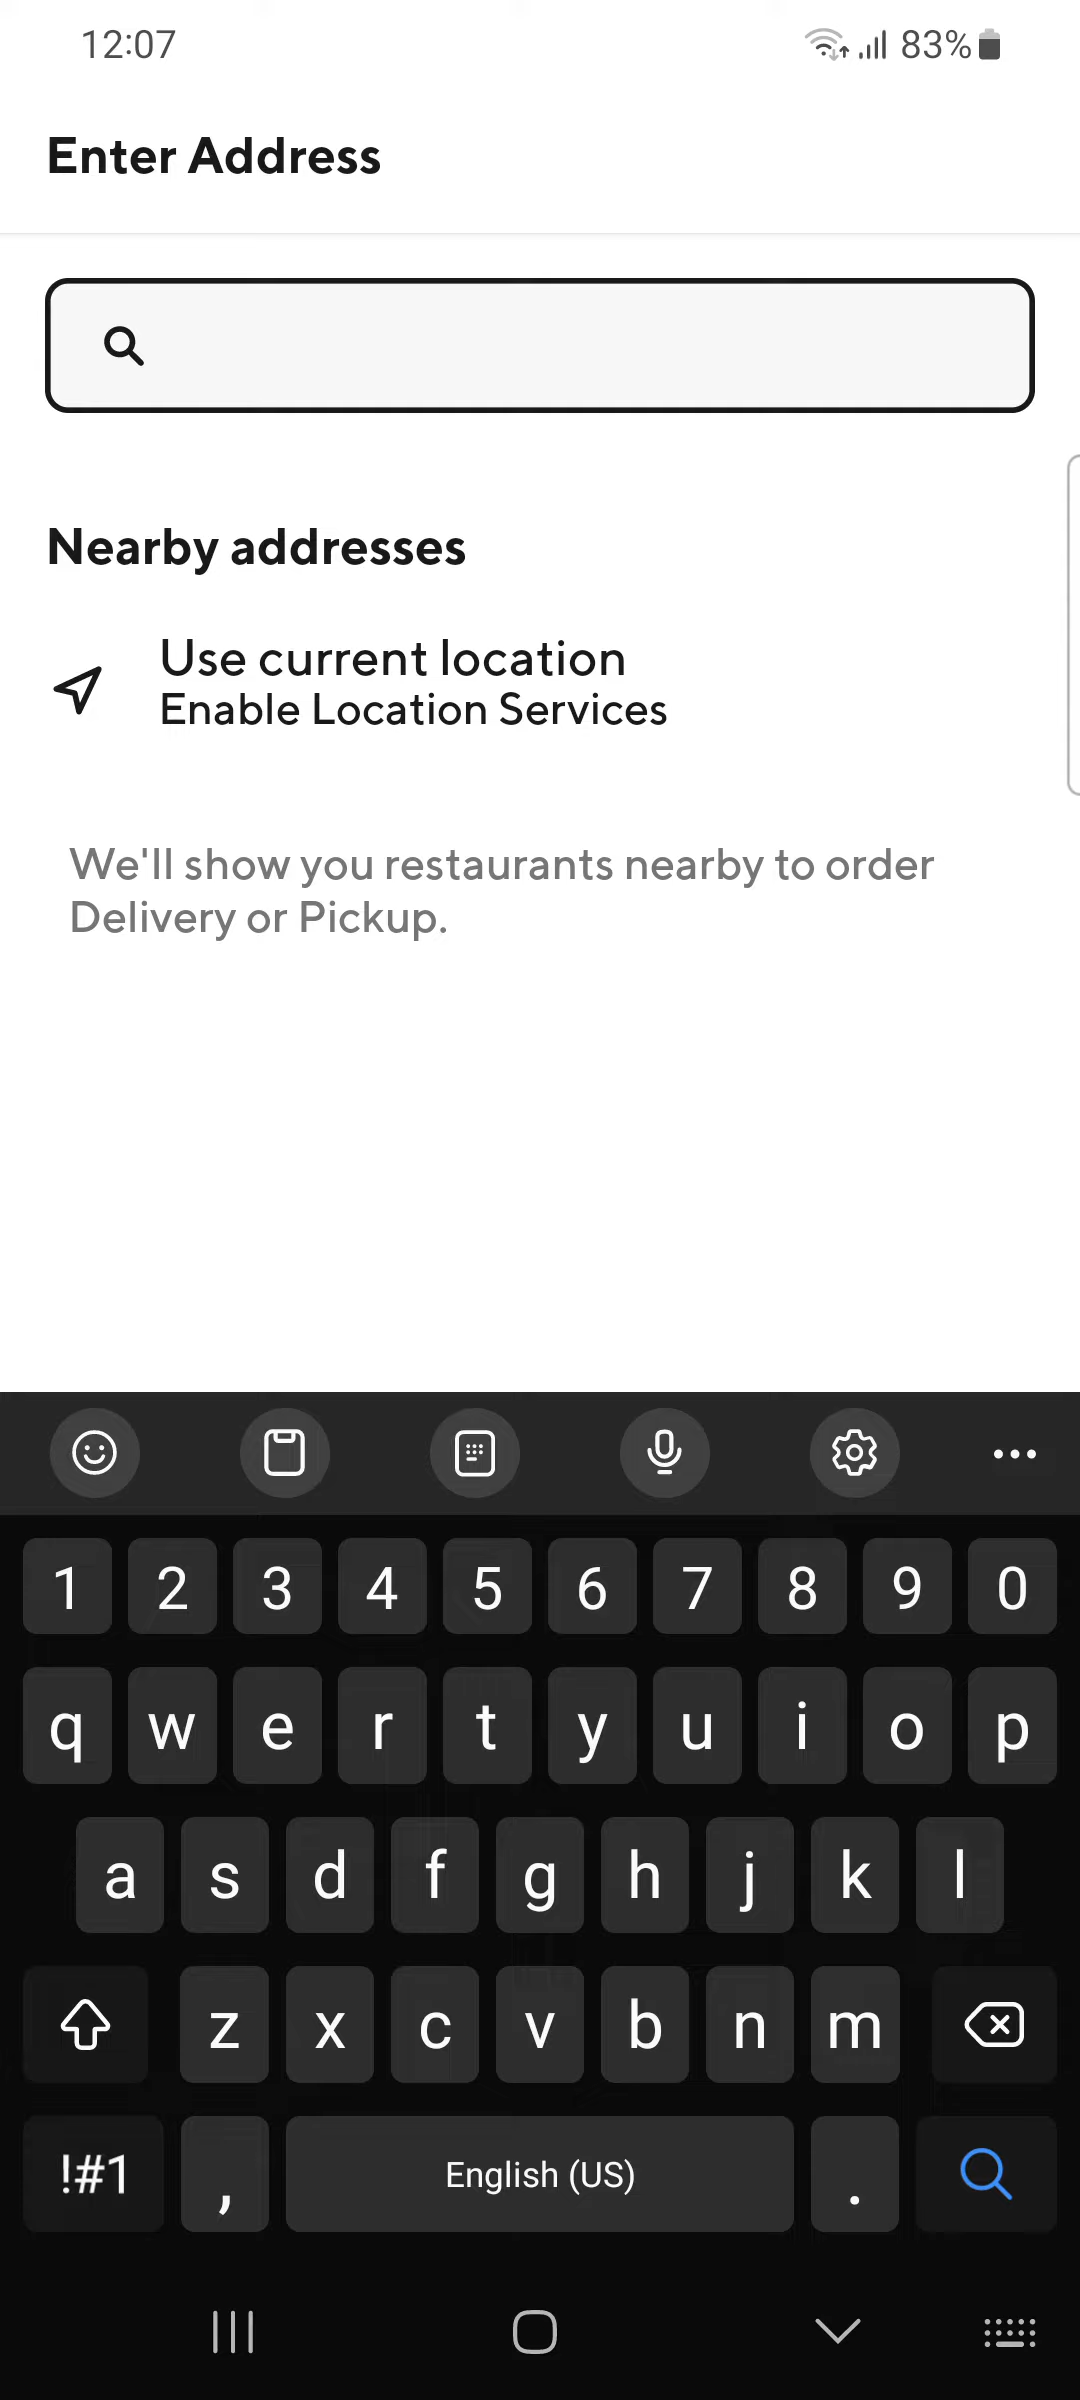 12:07 83%
Enter Address
Nearby addresses
Use current location
Enable Location Services
We'll show you restaurants nearby to order
Delivery or Pickup.
1 2 3 4 5 6 7 8 9 0
q w e r t y u i o p
a s d f g h j k l
z x c v b n m
!#1 , English (US) .